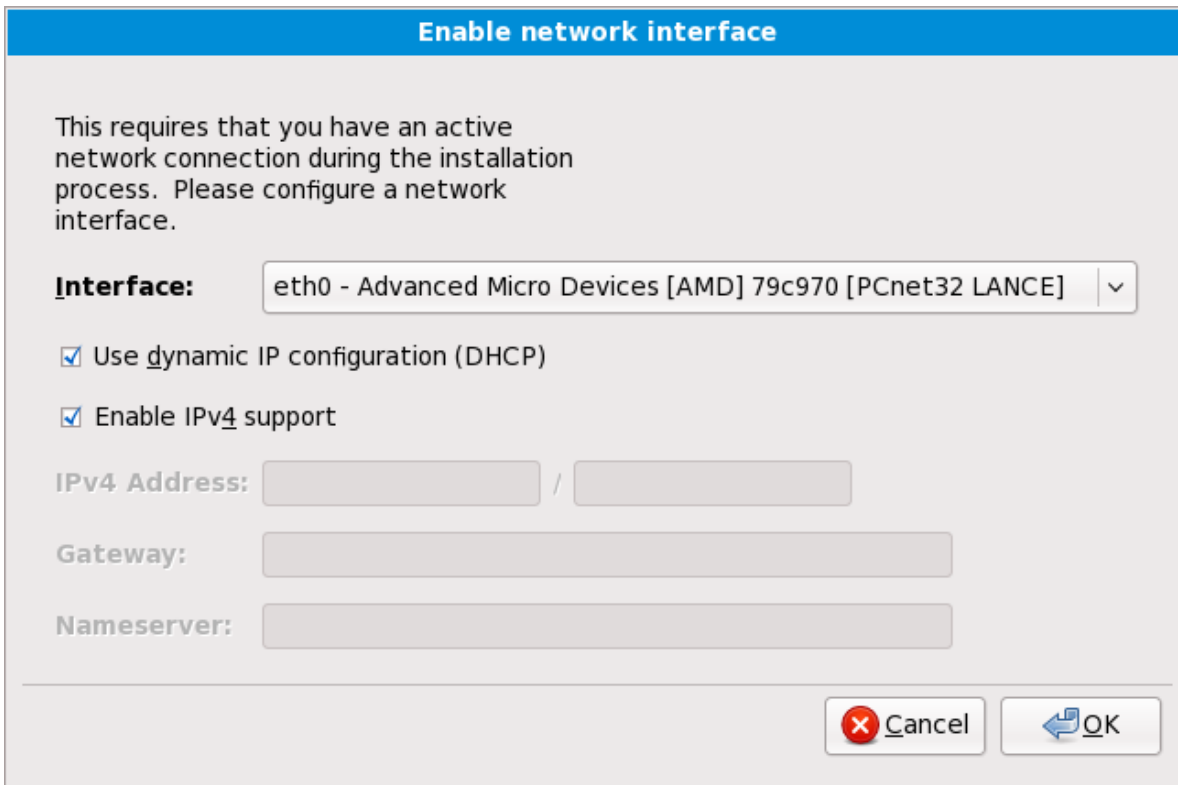 Enable network interface
This requires that you have an active
network connection during the installation
process.  Please configure a network
interface.
Interface: eth0 - Advanced Micro Devices [AMD] 79c970 [PCnet32 LANCE]
Use dynamic IP configuration (DHCP)
Enable IPv4 support
IPv4 Address: /
Gateway:
Nameserver:
Cancel OK